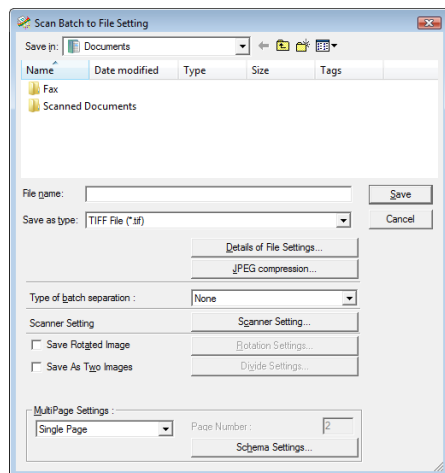 Scan Batch to File Setting
Save in: Documents
Name Date modified Type Size Tags
Fax
Scanned Documents
File name: Save
Save as type: TIFF File (*.tif) Cancel
Details of File Settings...
JPEG compression...
Type of batch separation : None
Scanner Setting Scanner Setting...
Save Rotated Image Rotation Settings...
Save As Two Images Divide Settings...
MultiPage Settings :
Single Page Page Number : 2
Schema Settings...